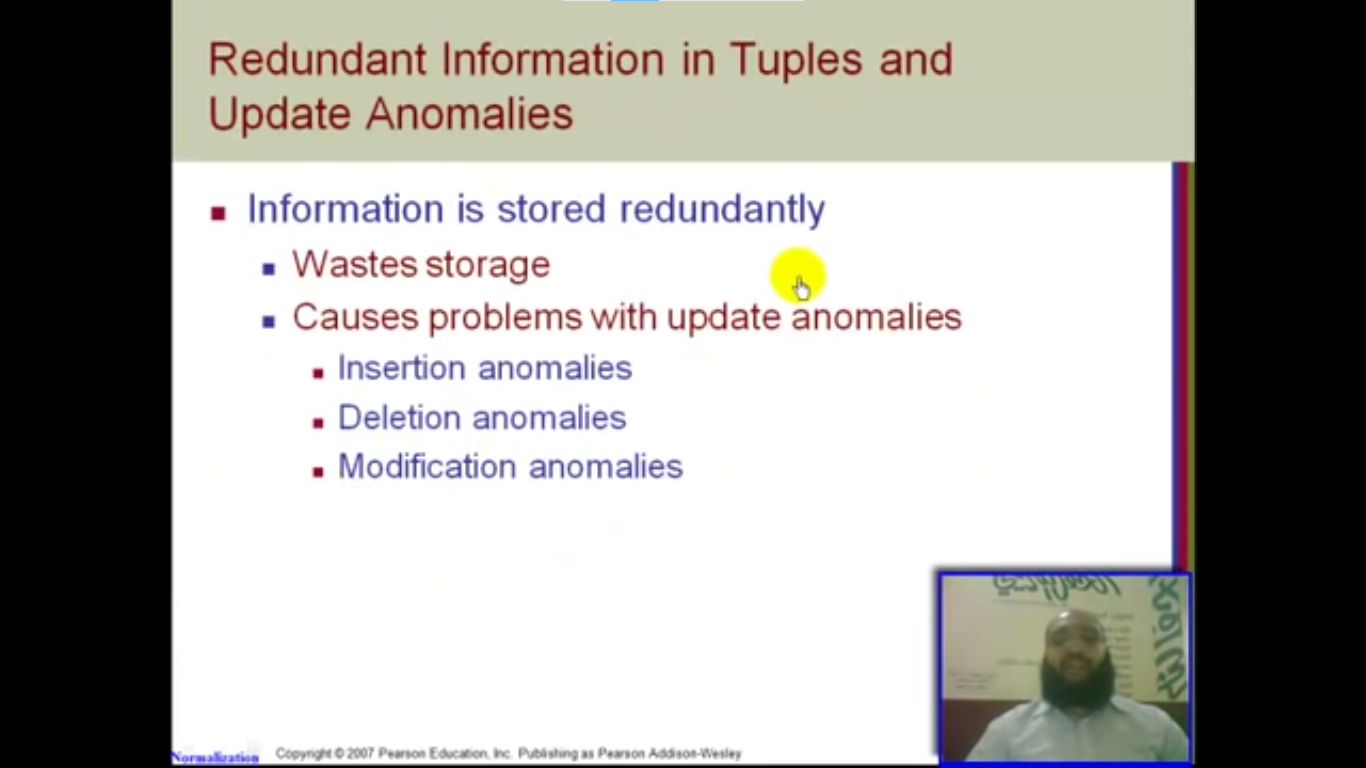 Redundant Information in Tuples and
Update Anomalies
Information is stored redundantly
Wastes storage
Causes problems with update anomalies
Insertion anomalies
Deletion anomalies
Modification anomalies
Normalization
Copyright © 2007 Pearson Education, Inc. Publishing as Pearson Addison-Wesley